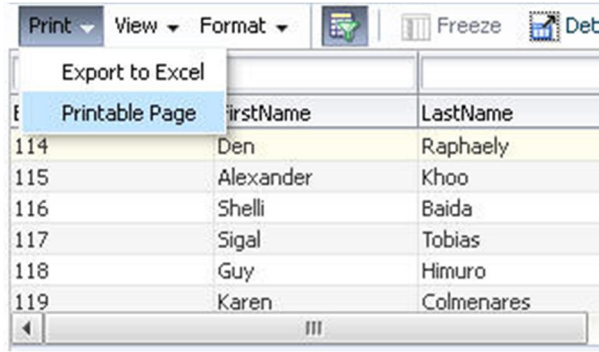 Print View Format Freeze Det
Export to Excel
Printable Page
E FirstName LastName
114 Den Raphaely
115 Alexander Khoo
116 Shelli Baida
117 Sigal Tobias
118 Guy Himuro
119 Karen Colmenares